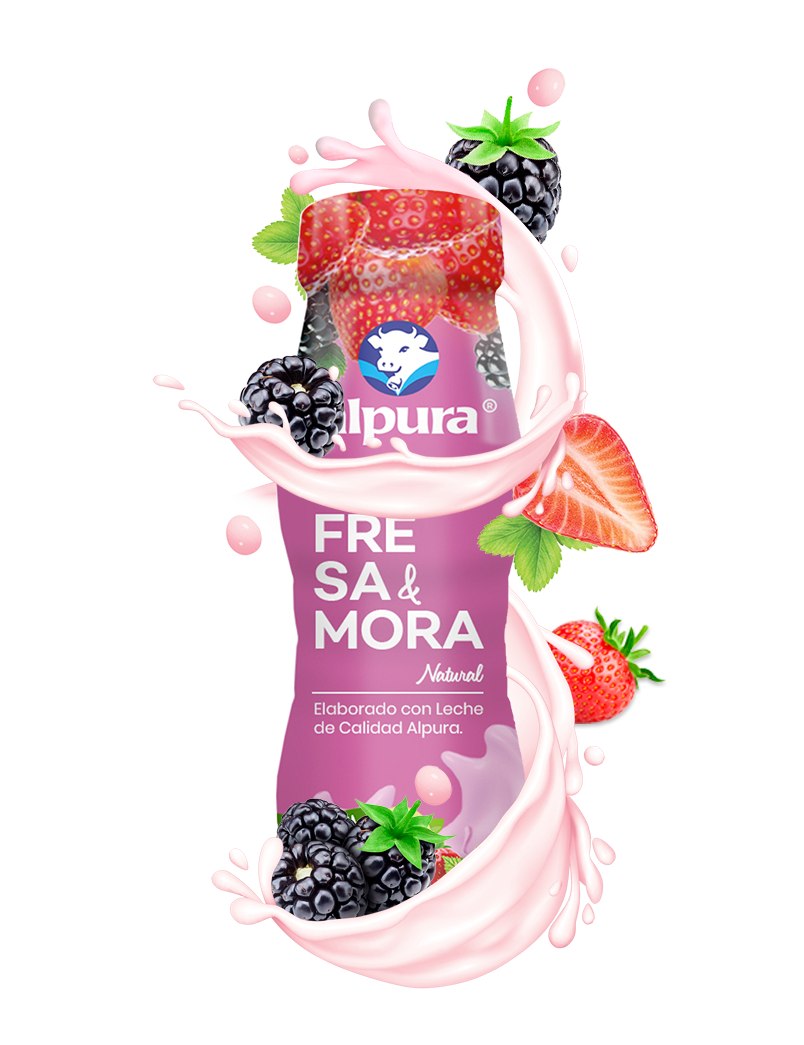 alpura®
FRE
SA &
MORA
Natural
Elaborado con Leche
de Calidad Alpura.